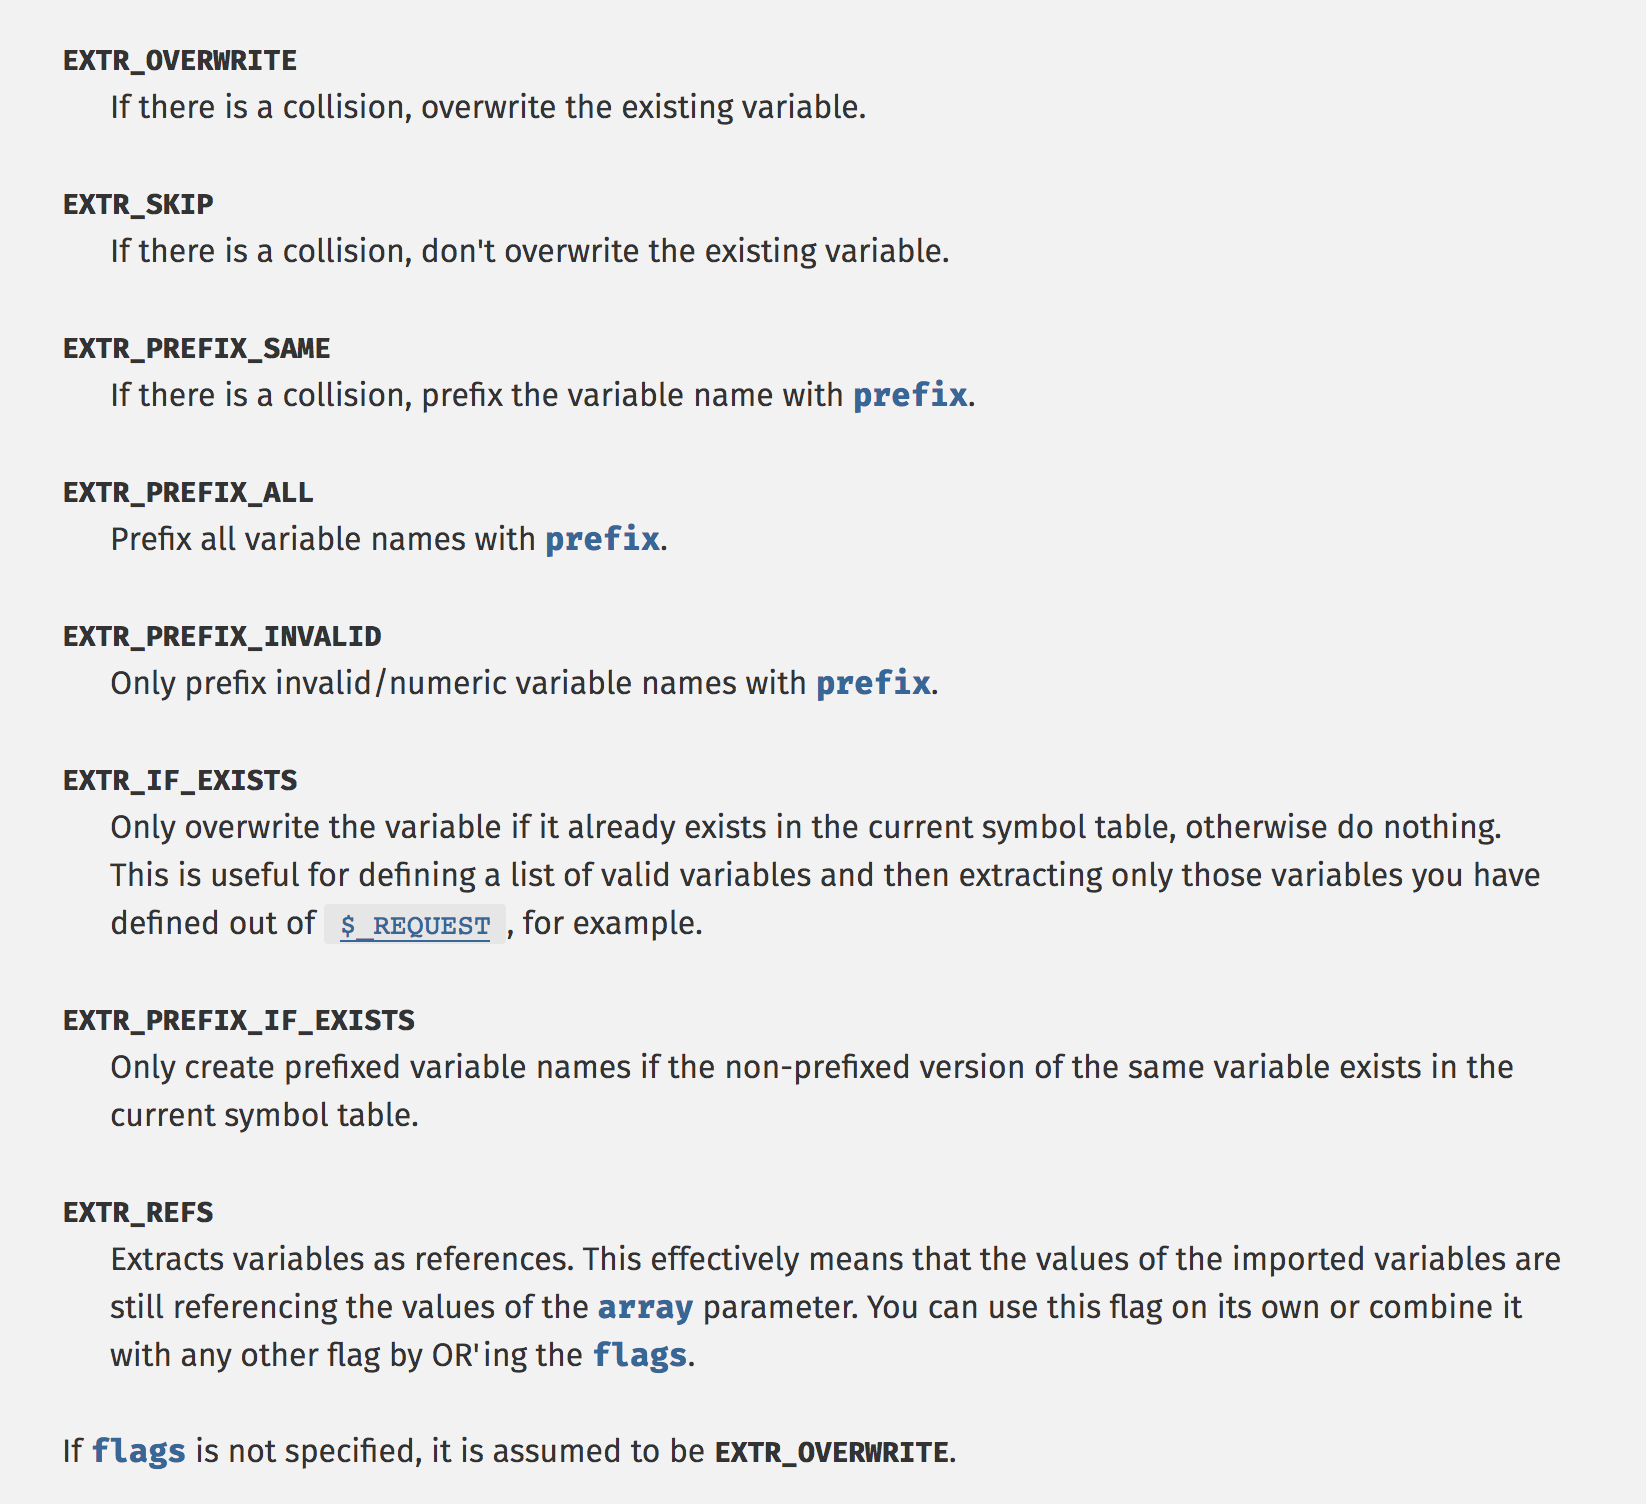 EXTR_OVERWRITE
If there is a collision, overwrite the existing variable.
EXTR_SKIP
If there is a collision, don't overwrite the existing variable.
EXTR_PREFIX_SAME
If there is a collision, prefix the variable name with prefix.
EXTR_PREFIX_ALL
Prefix all variable names with prefix.
EXTR_PREFIX_INVALID
Only prefix invalid/numeric variable names with prefix.
EXTR_IF_EXISTS
Only overwrite the variable if it already exists in the current symbol table, otherwise do nothing.
This is useful for defining a list of valid variables and then extracting only those variables you have
defined out of $_REQUEST, for example.
EXTR_PREFIX_IF_EXISTS
Only create prefixed variable names if the non-prefixed version of the same variable exists in the
current symbol table.
EXTR_REFS
Extracts variables as references. This effectively means that the values of the imported variables are
still referencing the values of the array parameter. You can use this flag on its own or combine it
with any other flag by OR'ing the flags.
If flags is not specified, it is assumed to be EXTR_OVERWRITE.